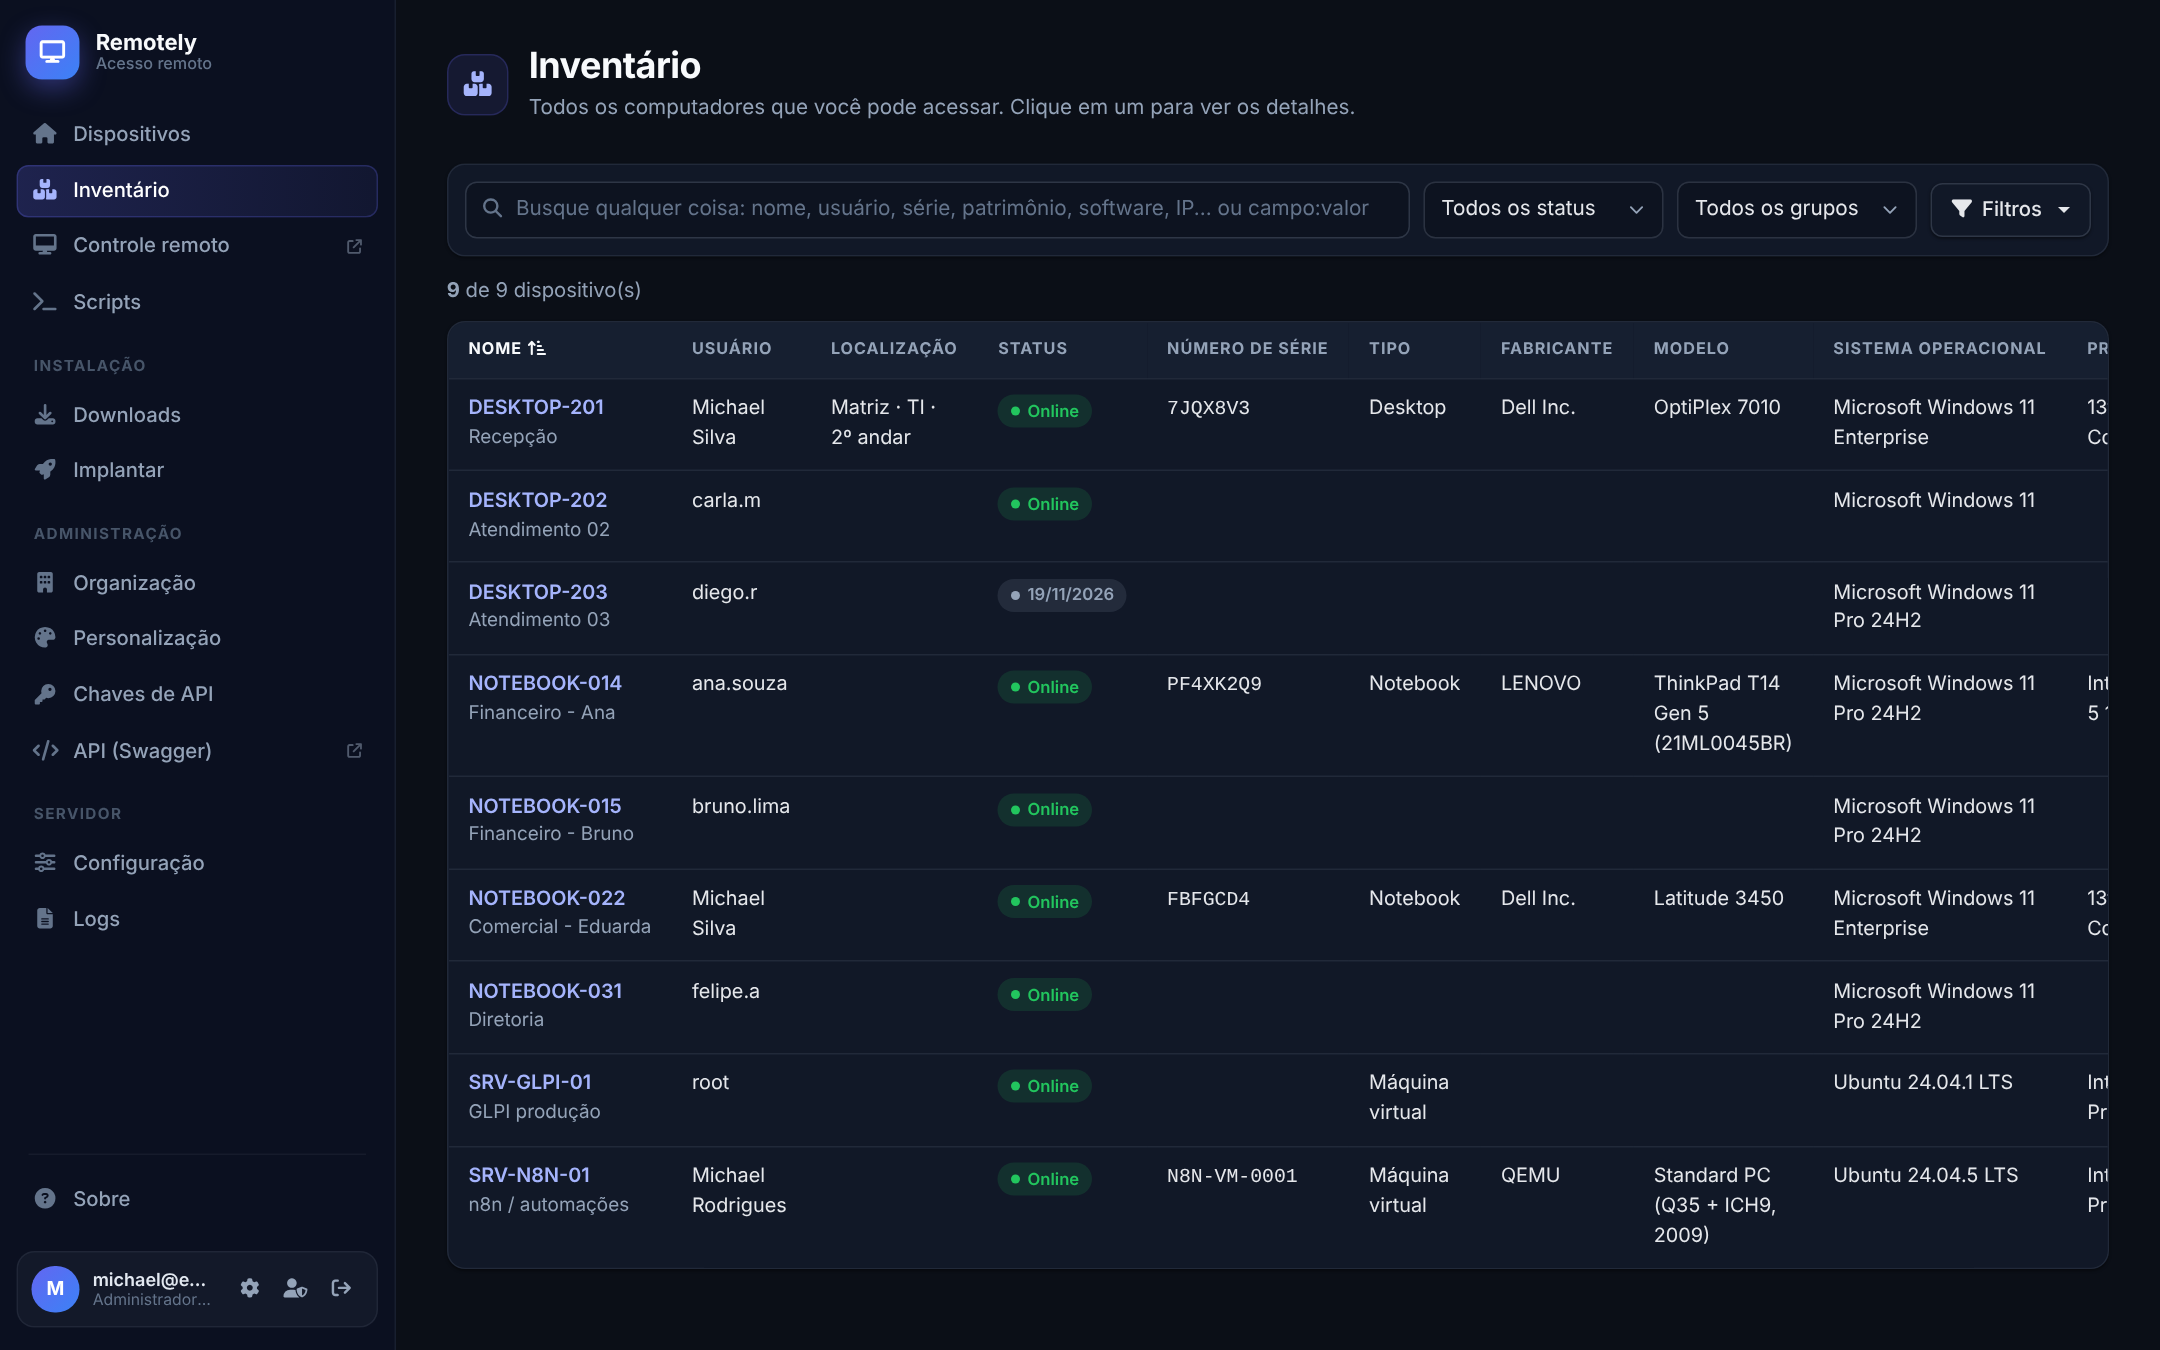 Remotely
Acesso remoto
Dispositivos
Inventário
Controle remoto
Scripts
INSTALAÇÃO
Downloads
Implantar
ADMINISTRAÇÃO
Organização
Personalização
Chaves de API
API (Swagger)
SERVIDOR
Configuração
Logs
Sobre
M
michael@e...
Administrador...
Inventário
Todos os computadores que você pode acessar. Clique em um para ver os detalhes.
Busque qualquer coisa: nome, usuário, série, patrimônio, software, IP... ou campo:valor
Todos os status
Todos os grupos
Filtros
9 de 9 dispositivo(s)
NOME USUÁRIO LOCALIZAÇÃO STATUS NÚMERO DE SÉRIE TIPO FABRICANTE MODELO SISTEMA OPERACIONAL PR
DESKTOP-201 Michael Matriz · TI · Online 7JQX8V3 Desktop Dell Inc. OptiPlex 7010 Microsoft Windows 11 13
Recepção Silva 2º andar Enterprise Co
DESKTOP-202 carla.m Online Microsoft Windows 11
Atendimento 02
DESKTOP-203 diego.r 19/11/2026 Microsoft Windows 11
Atendimento 03 Pro 24H2
NOTEBOOK-014 ana.souza Online PF4XK2Q9 Notebook LENOVO ThinkPad T14 Microsoft Windows 11 Int
Financeiro - Ana Gen 5 Pro 24H2 5
(21ML0045BR)
NOTEBOOK-015 bruno.lima Online Microsoft Windows 11
Financeiro - Bruno Pro 24H2
NOTEBOOK-022 Michael Online FBFGCD4 Notebook Dell Inc. Latitude 3450 Microsoft Windows 11 13
Comercial - Eduarda Silva Enterprise Co
NOTEBOOK-031 felipe.a Online Microsoft Windows 11
Diretoria Pro 24H2
SRV-GLPI-01 root Online Máquina Ubuntu 24.04.1 LTS Int
GLPI produção virtual Pr
SRV-N8N-01 Michael Online N8N-VM-0001 Máquina QEMU Standard PC Ubuntu 24.04.5 LTS Int
n8n / automações Rodrigues virtual (Q35 + ICH9, Pr
2009)